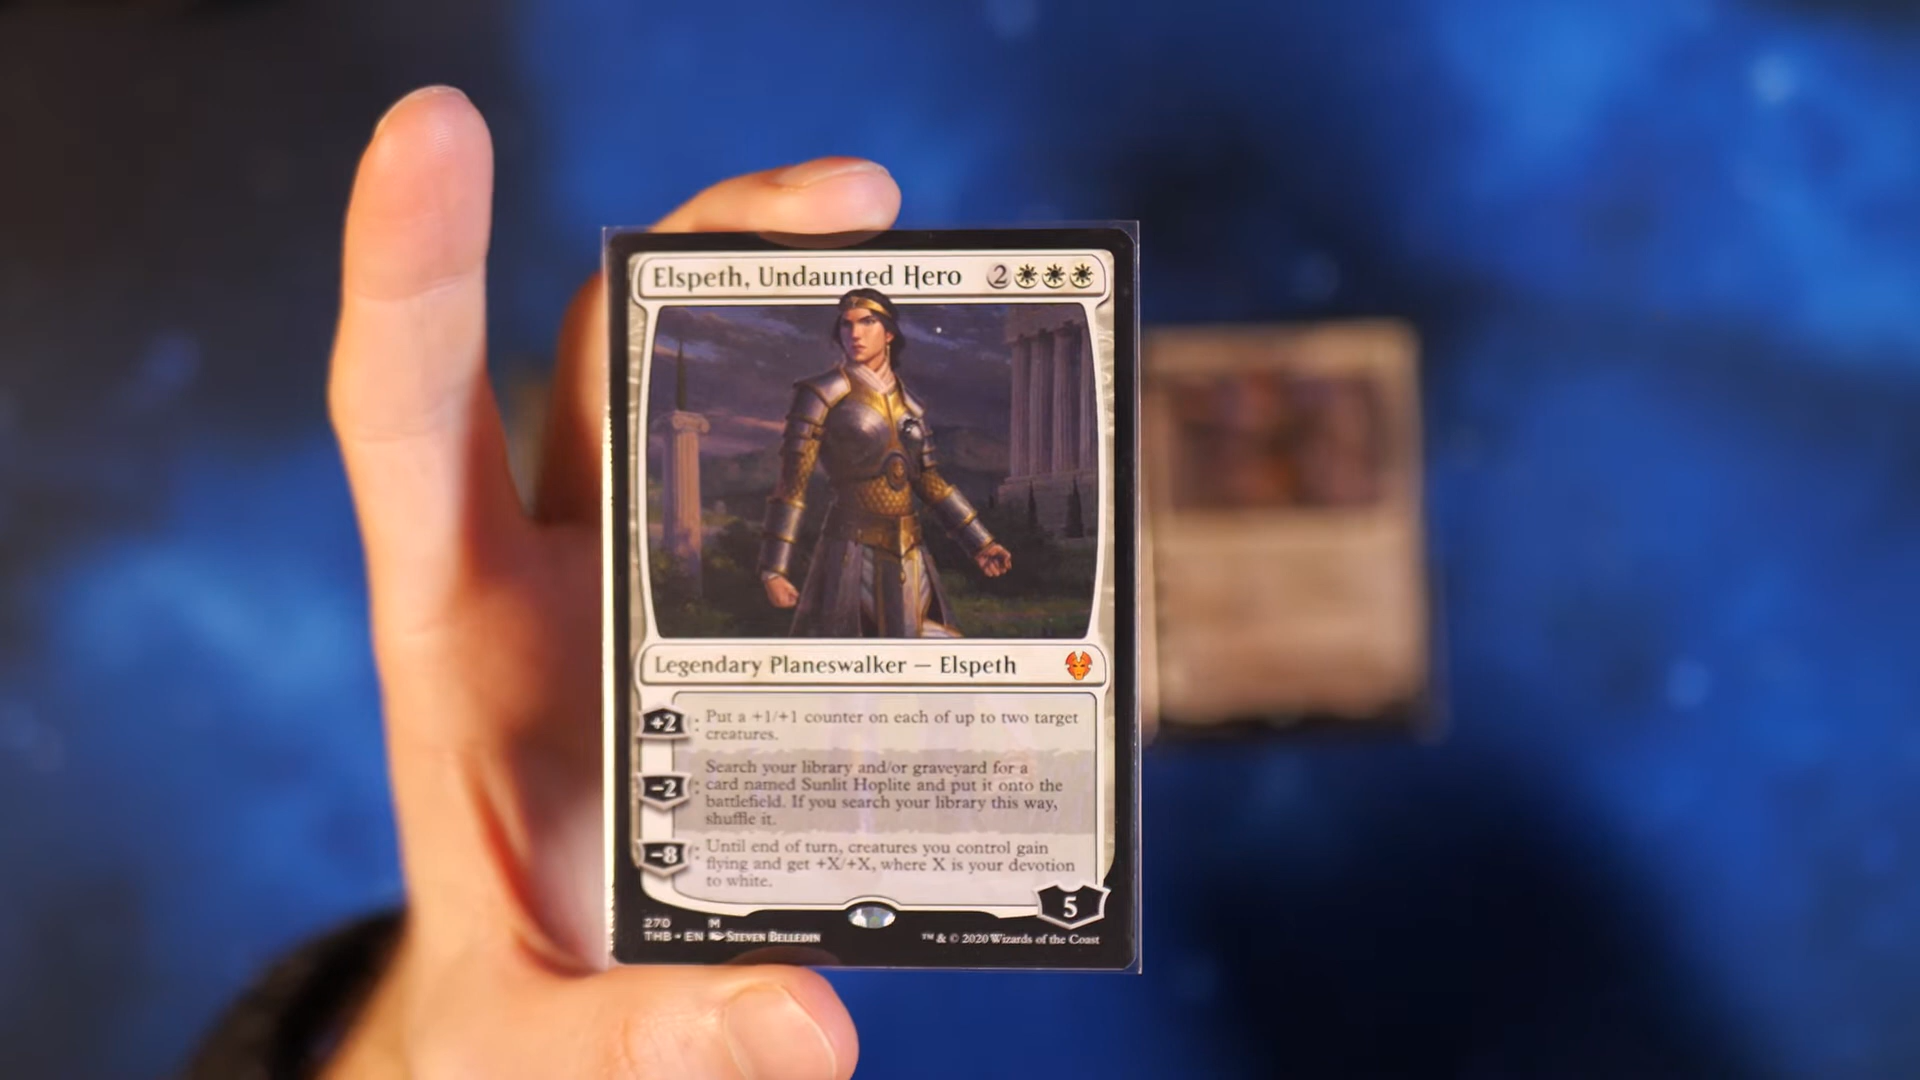 Elspeth, Undaunted Hero 2
Legendary Planeswalker — Elspeth
+2: Put a +1/+1 counter on each of up to two target
creatures.
-2: Search your library and/or graveyard for a
card named Sunlit Hoplite and put it onto the
battlefield. If you search your library this way,
shuffle it.
-8: Until end of turn, creatures you control gain
flying and get +X/+X, where X is your devotion
to white.
5
270 M
THB • EN Steven Belledin
™ & © 2020 Wizards of the Coast